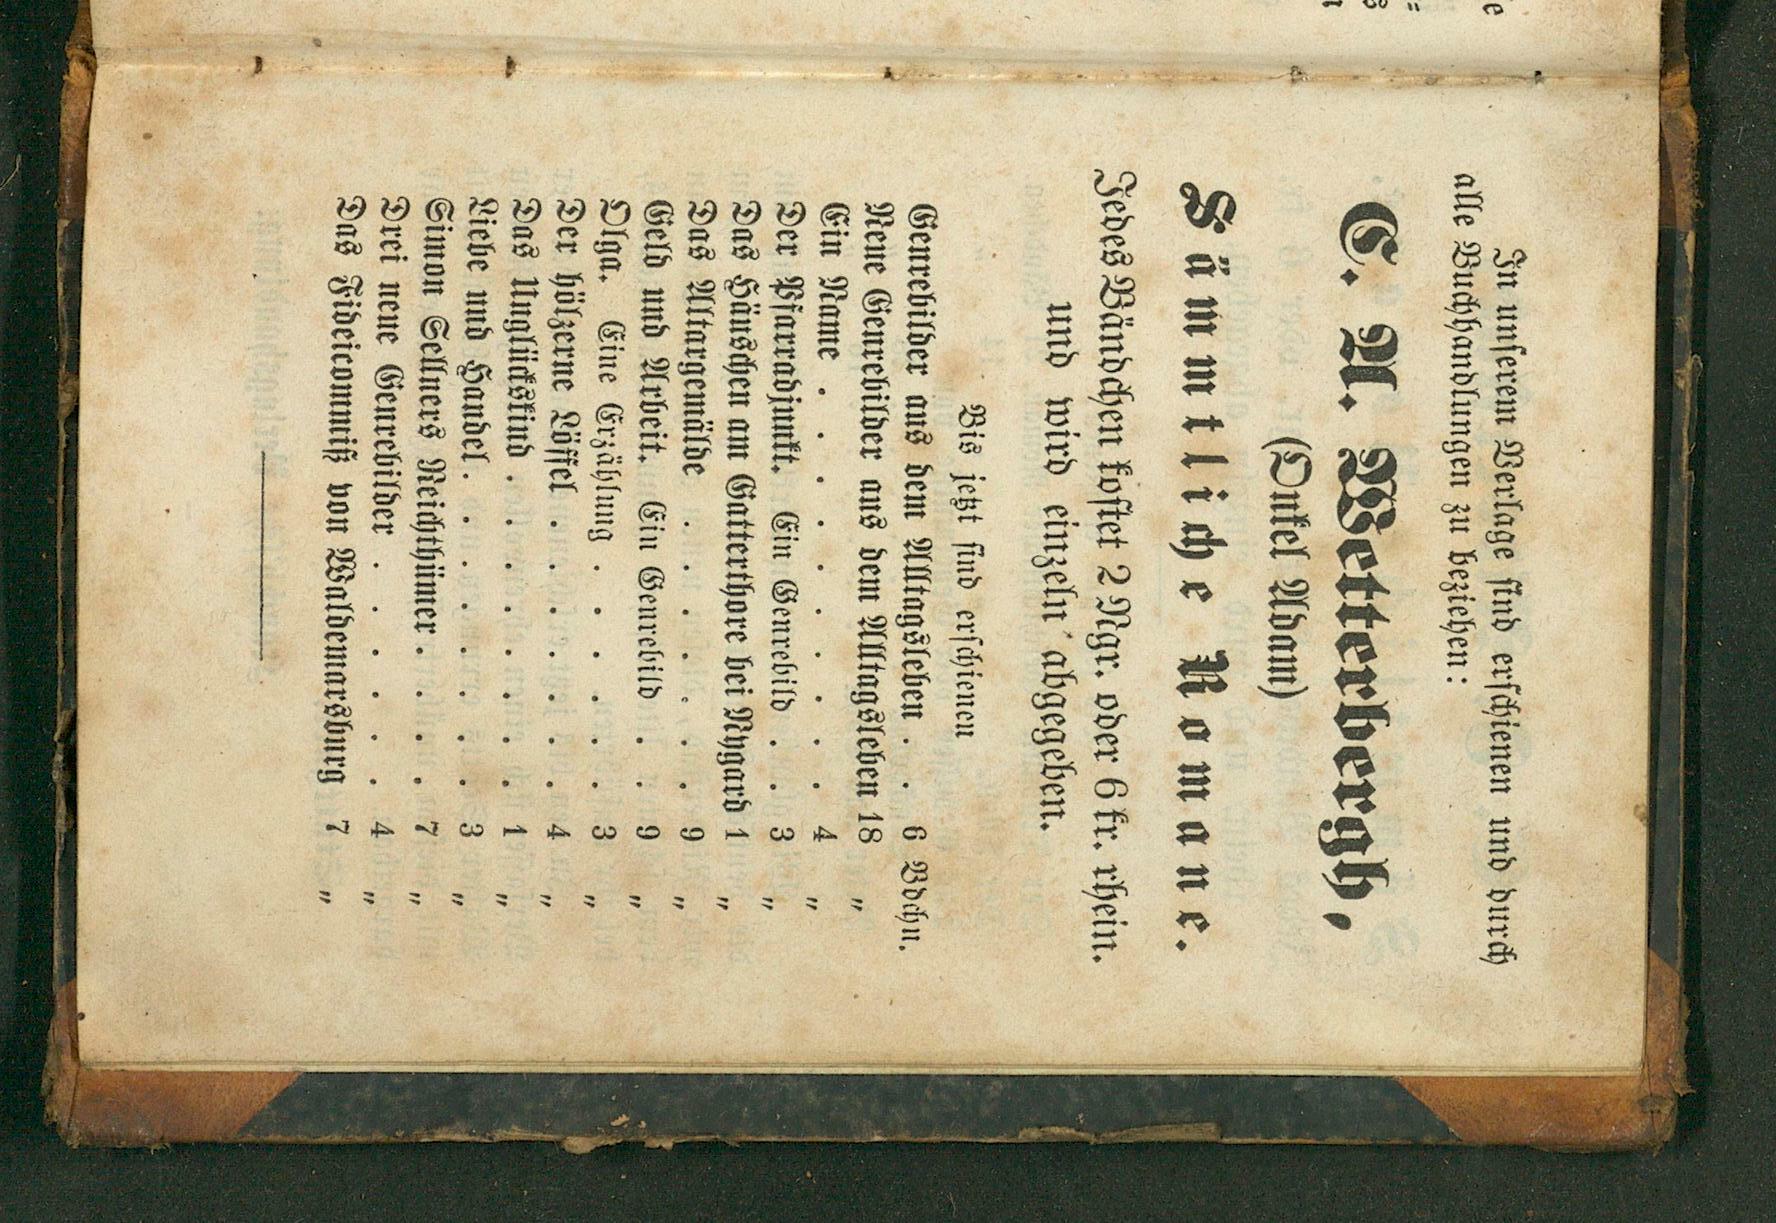 In unserem Verlage sind erschienen und durch
alle Buchhandlungen zu beziehen:
C. A. Wetterbergh,
(Onkel Adam)
Sämmtliche Romane.
Jedes Bändchen kostet 2 Ngr. oder 6 kr. rhein.
und wird einzeln abgegeben.
Bis jetzt sind erschienen
Genrebilder aus dem Alltagsleben . . 6 Bdchn.
Neue Genrebilder aus dem Alltagsleben 18 „
Ein Name . . . . . . . . . . 4 „
Der Pfarradjunkt. Ein Genrebild . . 3 „
Das Häuschen am Gatterthore bei Nygard 1 „
Das Altargemälde . . . . . . . 9 „
Geld und Arbeit. Ein Genrebild . . 9 „
Olga. Eine Erzählung . . . . . . 3 „
Der hölzerne Löffel . . . . . . . 4 „
Das Unglückskind . . . . . . . . 1 „
Liebe und Handel . . . . . . . . 3 „
Simon Sellners Reichthümer . . . . 7 „
Drei neue Genrebilder . . . . . . 4 „
Das Fideicommiß von Waldemarsburg 7 „